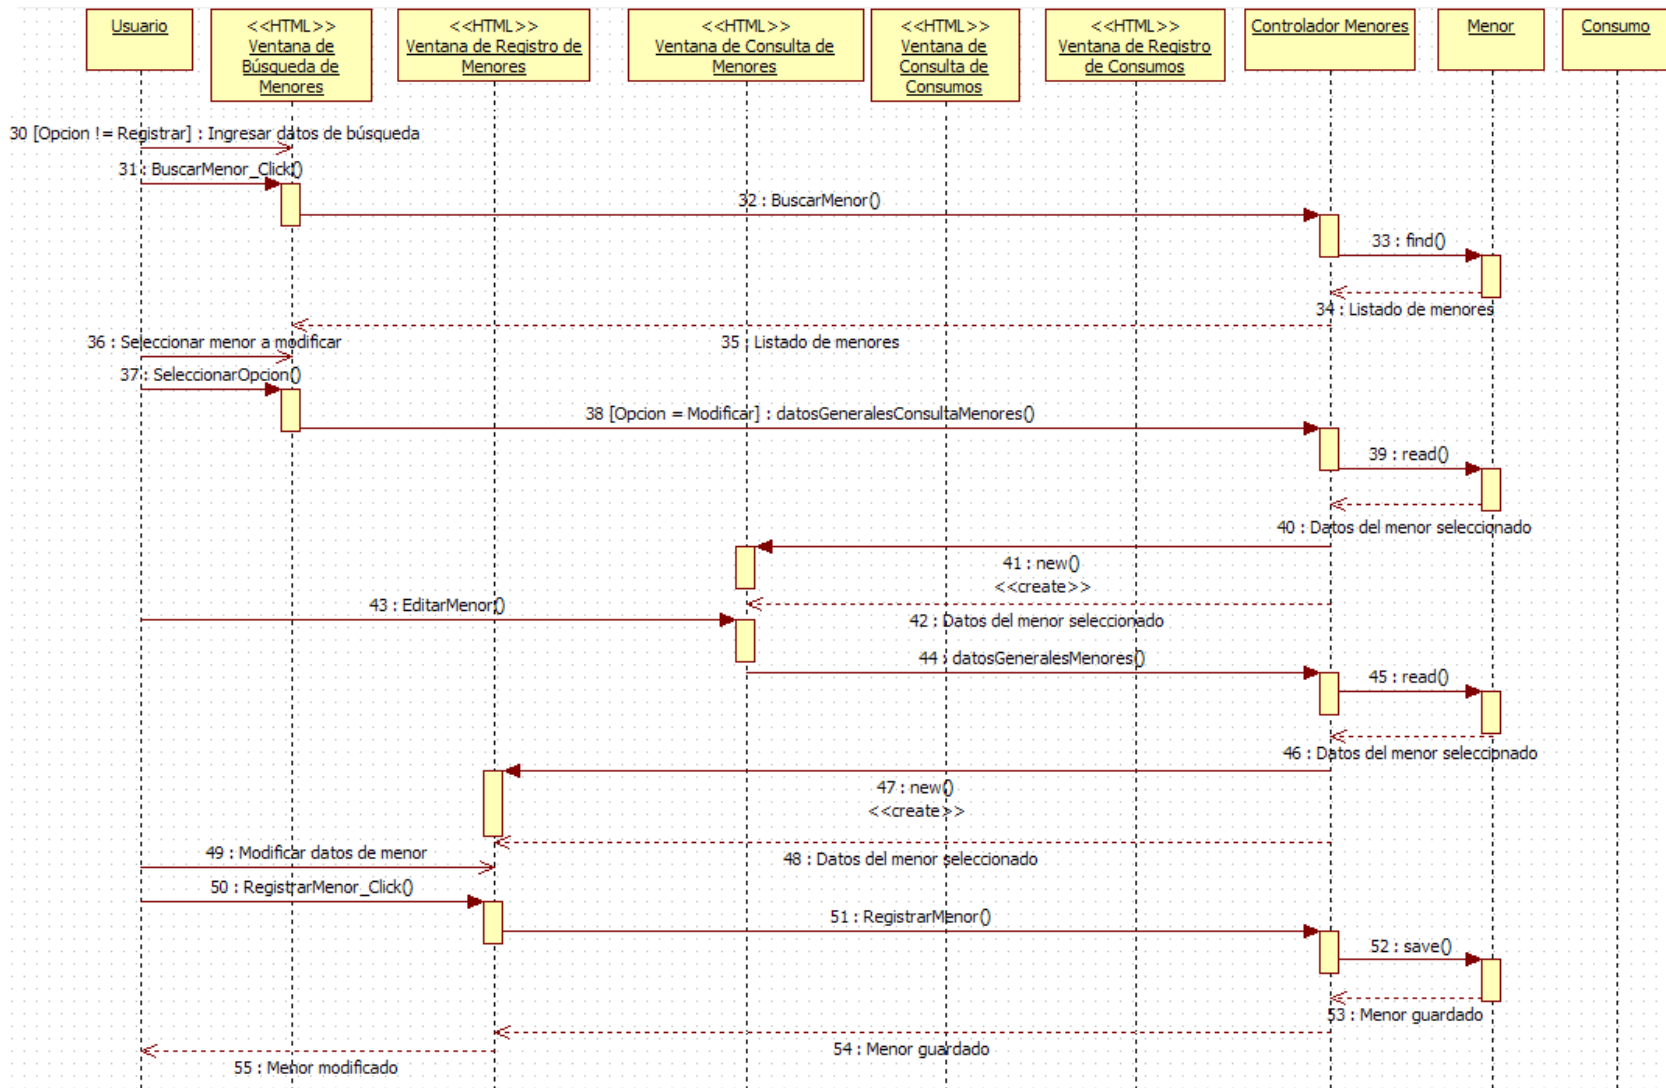 Usuario
<<HTML>>
Ventana de
Búsqueda de
Menores
<<HTML>>
Ventana de Registro de
Menores
<<HTML>>
Ventana de Consulta de
Menores
<<HTML>>
Ventana de
Consulta de
Consumos
<<HTML>>
Ventana de Registro
de Consumos
Controlador Menores
Menor
Consumo
30 [Opcion != Registrar] : Ingresar datos de búsqueda
31 : BuscarMenor_Click()
32 : BuscarMenor()
33 : find()
34 : Listado de menores
35 : Listado de menores
36 : Seleccionar menor a modificar
37 : SeleccionarOpcion()
38 [Opcion = Modificar] : datosGeneralesConsultaMenores()
39 : read()
40 : Datos del menor seleccionado
41 : new()
<<create>>
42 : Datos del menor seleccionado
43 : EditarMenor()
44 : datosGeneralesMenores()
45 : read()
46 : Datos del menor seleccionado
47 : new()
<<create>>
48 : Datos del menor seleccionado
49 : Modificar datos de menor
50 : RegistrarMenor_Click()
51 : RegistrarMenor()
52 : save()
53 : Menor guardado
54 : Menor guardado
55 : Menor modificado